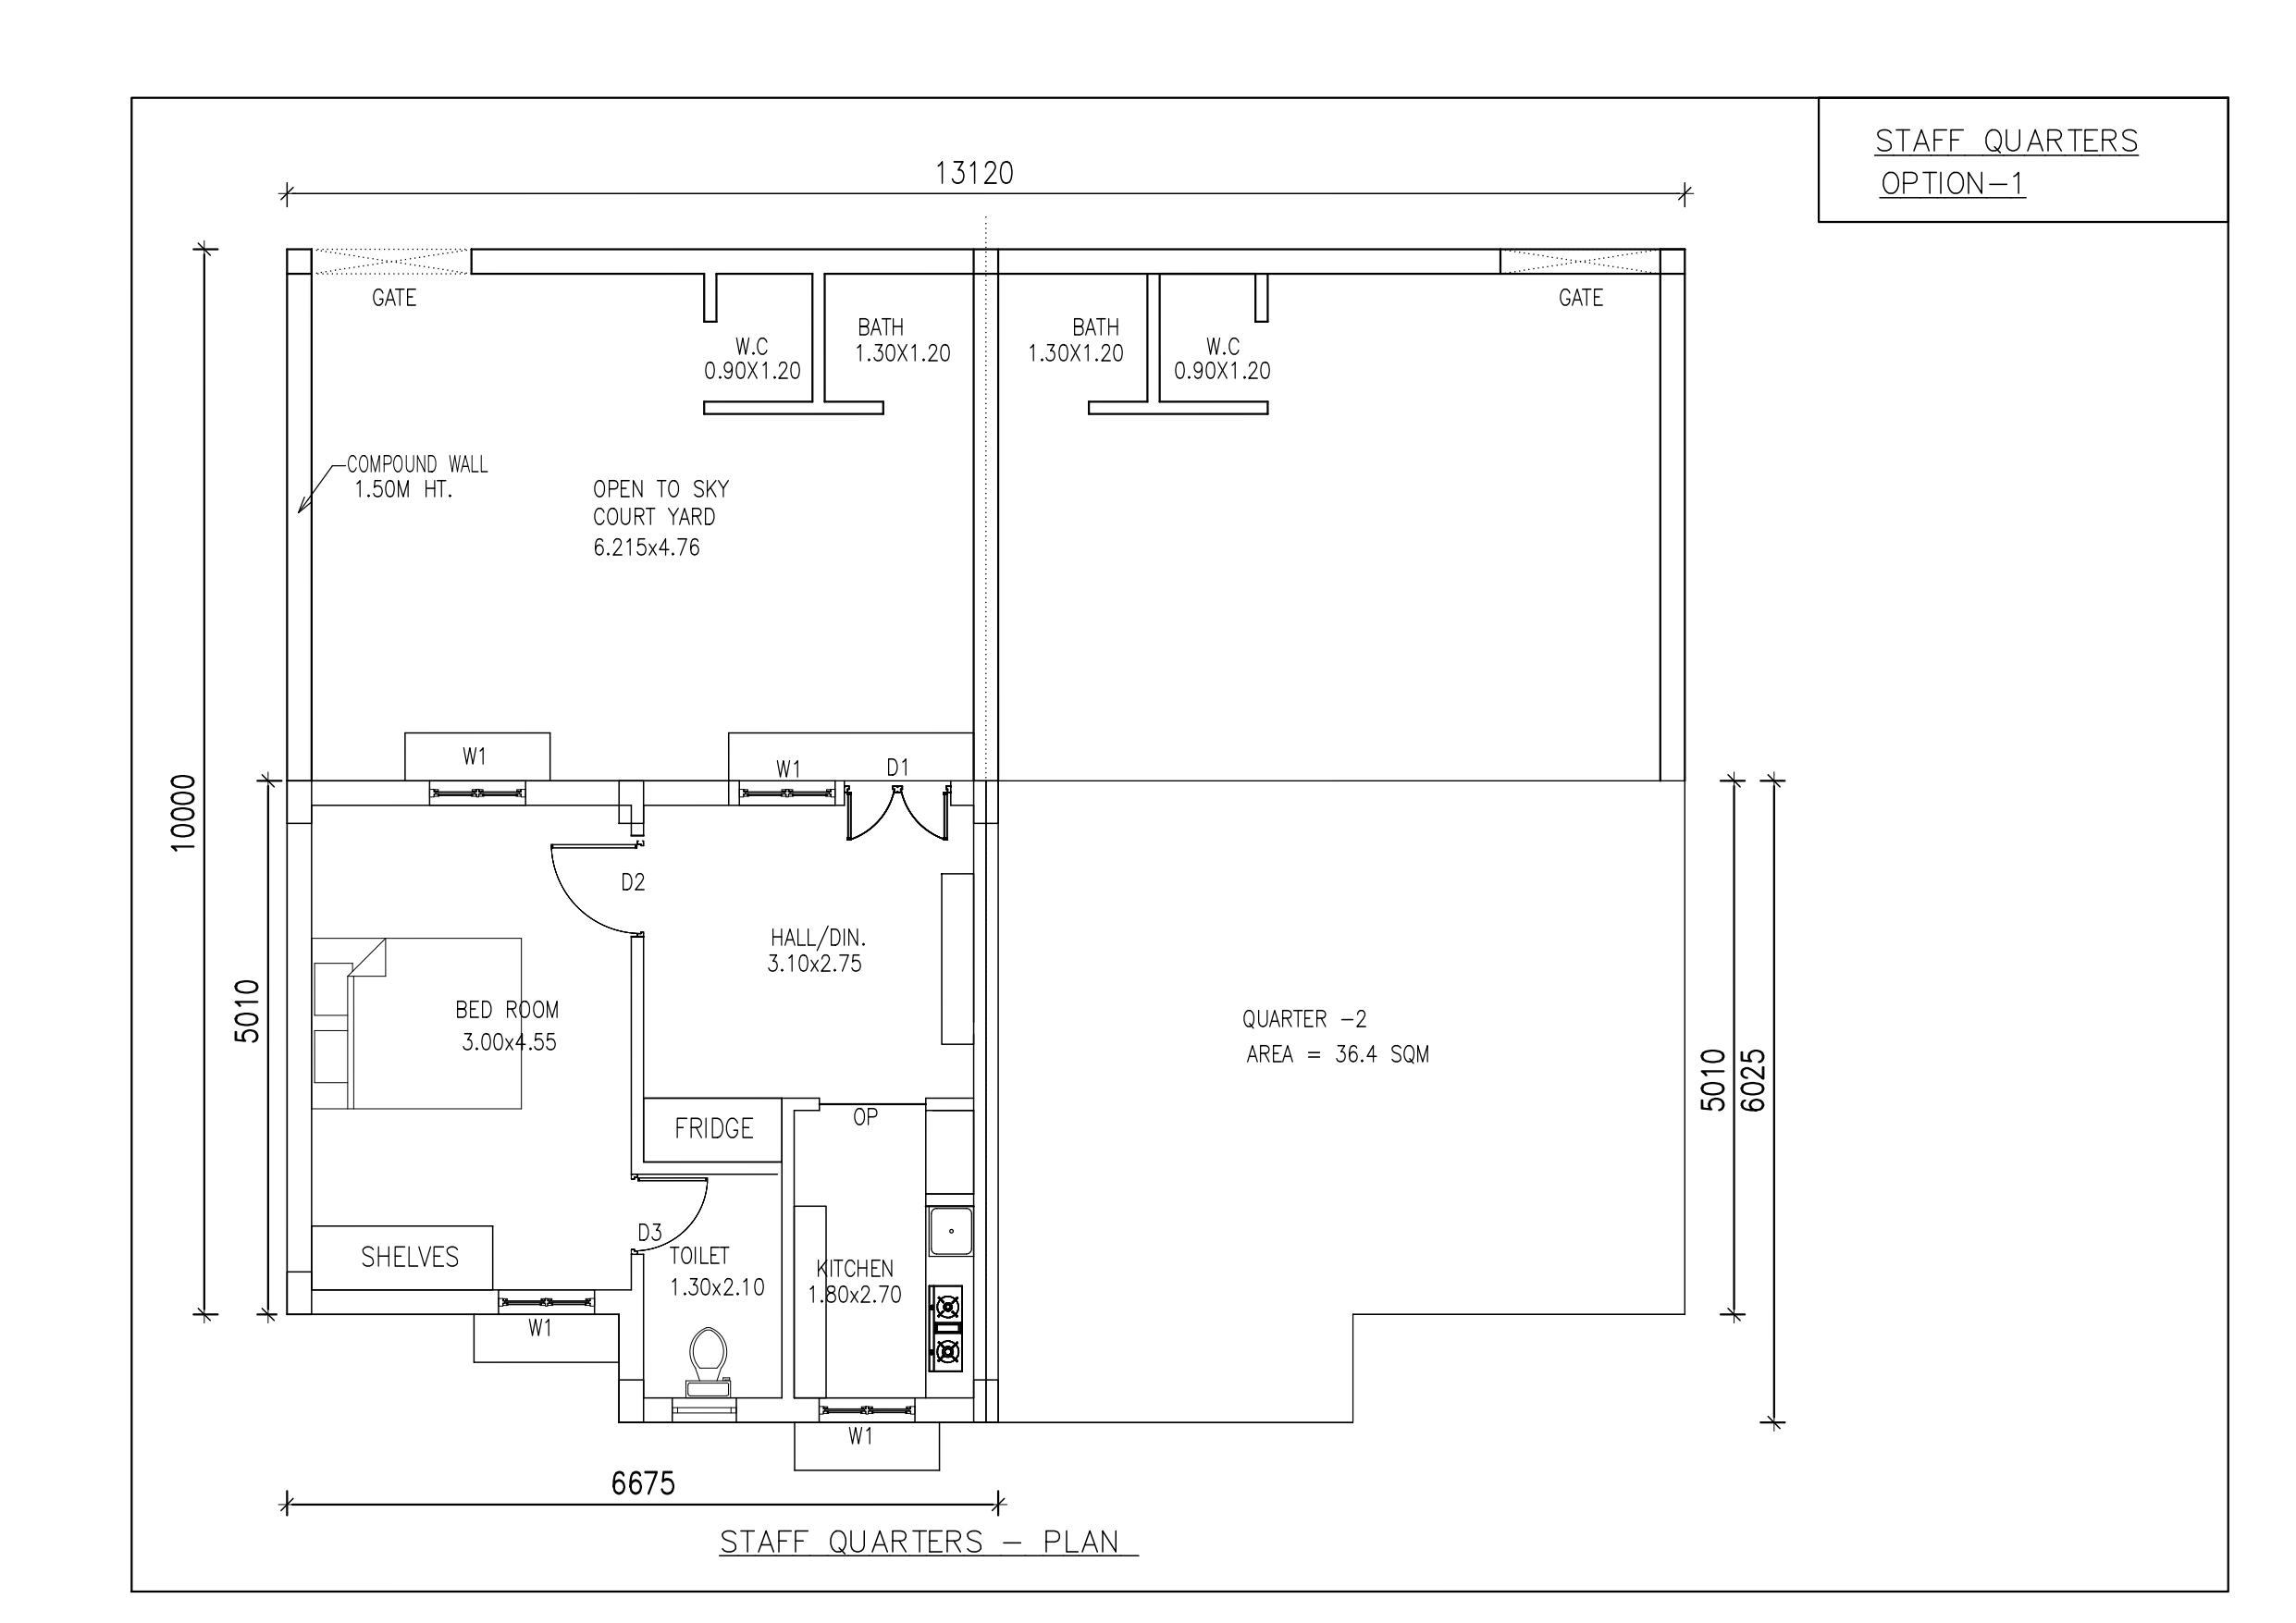 STAFF QUARTERS
OPTION-1
13120
GATE
GATE
BATH
1.30X1.20
W.C
0.90X1.20
BATH
1.30X1.20
W.C
0.90X1.20
COMPOUND WALL
1.50M HT.
OPEN TO SKY
COURT YARD
6.215x4.76
W1
W1
D1
10000
5010
D2
HALL/DIN.
3.10x2.75
BED ROOM
3.00x4.55
QUARTER -2
AREA = 36.4 SQM
5010
6025
FRIDGE
OP
D3
SHELVES
TOILET
1.30x2.10
KITCHEN
1.80x2.70
W1
W1
6675
STAFF QUARTERS - PLAN